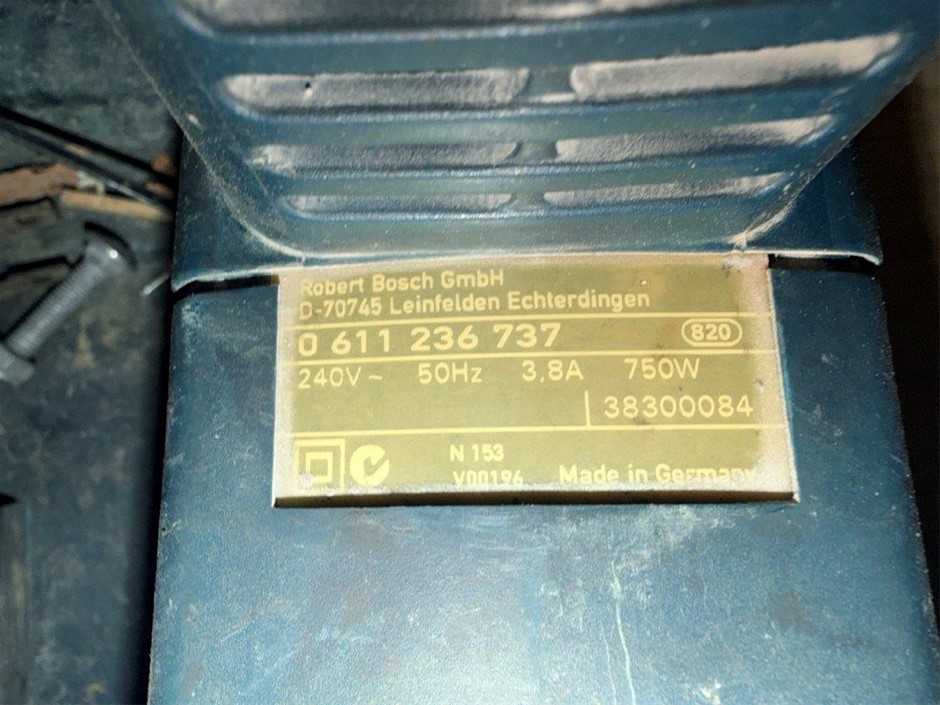 Robert Bosch GmbH
D-70745 Leinfelden Echterdingen
0 611 236 737 820
240V~ 50Hz 3,8A 750W
38300084
N 153
V00196 Made in Germany